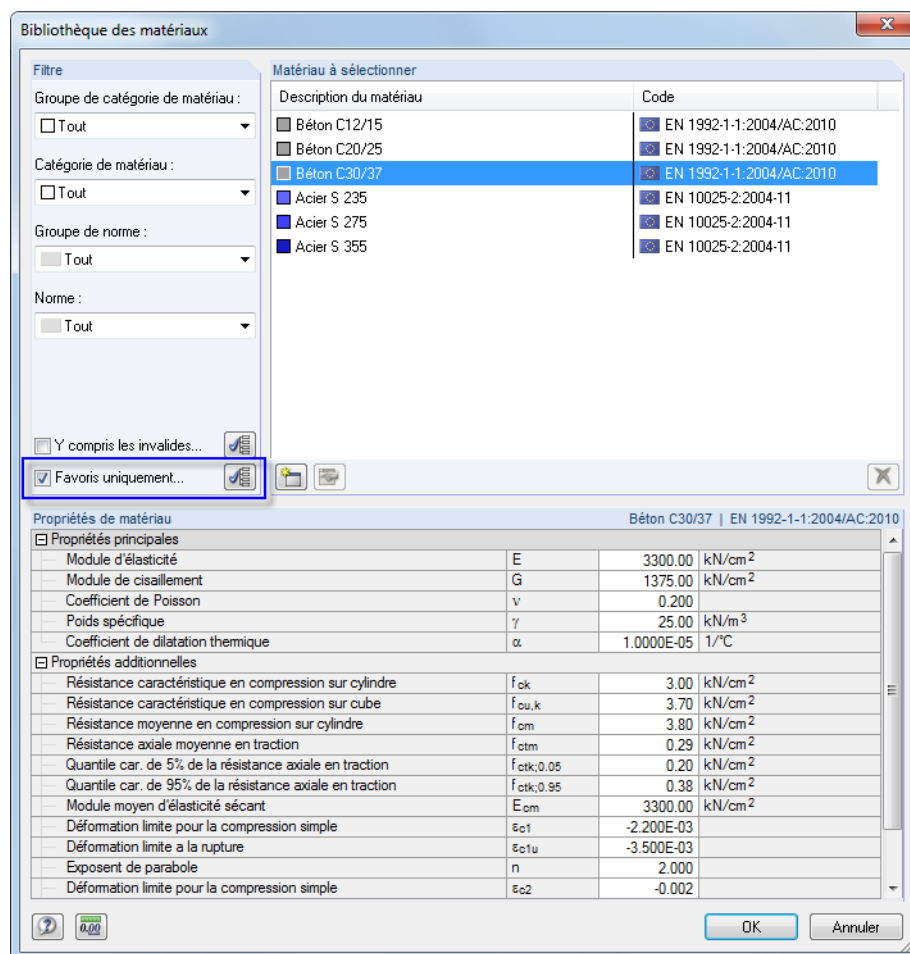 Bibliothèque des matériaux
Filtre
Groupe de catégorie de matériau :
Tout
Catégorie de matériau :
Tout
Groupe de norme :
Tout
Norme :
Tout
Y compris les invalides...
Favoris uniquement...
Matériau à sélectionner
Description du matériau Code
Béton C12/15 EN 1992-1-1:2004/AC:2010
Béton C20/25 EN 1992-1-1:2004/AC:2010
Béton C30/37 EN 1992-1-1:2004/AC:2010
Acier S 235 EN 10025-2:2004-11
Acier S 275 EN 10025-2:2004-11
Acier S 355 EN 10025-2:2004-11
Propriétés de matériau Béton C30/37 | EN 1992-1-1:2004/AC:2010
Propriétés principales
Module d'élasticité E 3300.00 kN/cm²
Module de cisaillement G 1375.00 kN/cm²
Coefficient de Poisson ν 0.200
Poids spécifique γ 25.00 kN/m³
Coefficient de dilatation thermique α 1.0000E-05 1/°C
Propriétés additionnelles
Résistance caractéristique en compression sur cylindre fck 3.00 kN/cm²
Résistance caractéristique en compression sur cube fcu,k 3.70 kN/cm²
Résistance moyenne en compression sur cylindre fcm 3.80 kN/cm²
Résistance axiale moyenne en traction fctm 0.29 kN/cm²
Quantile car. de 5% de la résistance axiale en traction fctk;0.05 0.20 kN/cm²
Quantile car. de 95% de la résistance axiale en traction fctk;0.95 0.38 kN/cm²
Module moyen d'élasticité sécant Ecm 3300.00 kN/cm²
Déformation limite pour la compression simple εc1 -2.200E-03
Déformation limite a la rupture εc1u -3.500E-03
Exposent de parabole n 2.000
Déformation limite pour la compression simple εc2 -0.002
0.00
OK Annuler